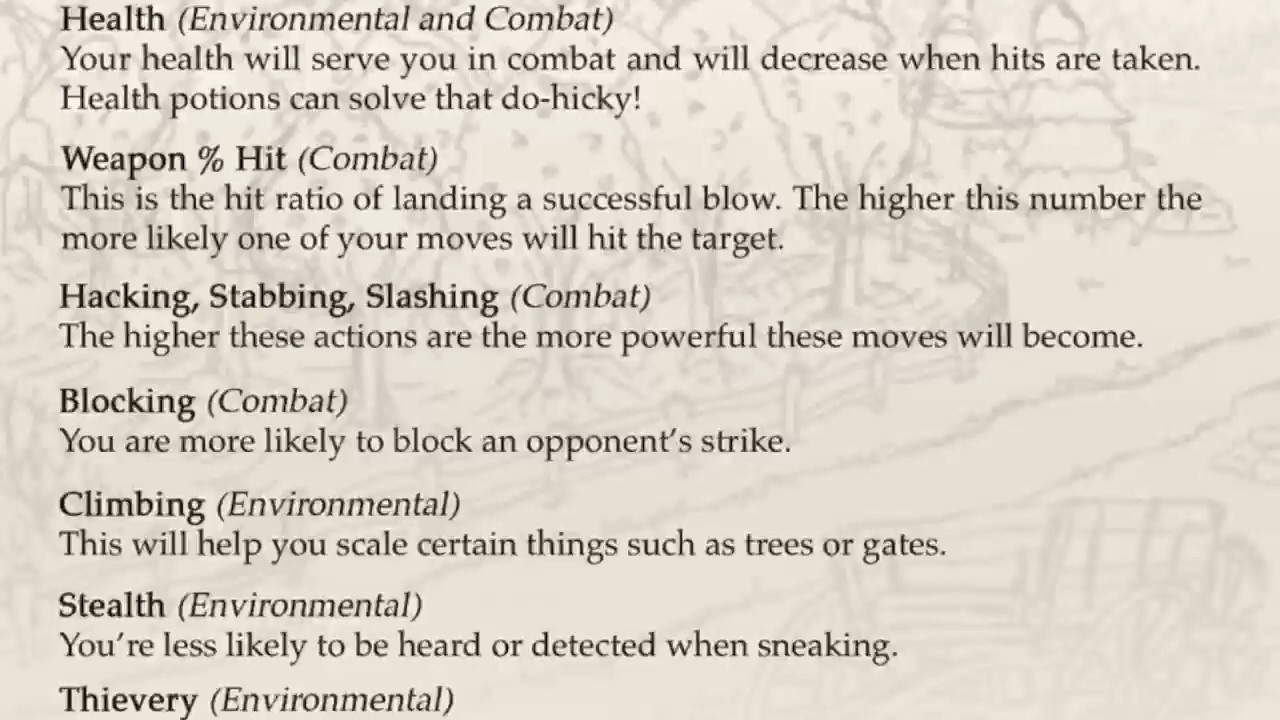 Health (Environmental and Combat)
Your health will serve you in combat and will decrease when hits are taken.
Health potions can solve that do-hicky!
Weapon % Hit (Combat)
This is the hit ratio of landing a successful blow. The higher this number the
more likely one of your moves will hit the target.
Hacking, Stabbing, Slashing (Combat)
The higher these actions are the more powerful these moves will become.
Blocking (Combat)
You are more likely to block an opponent's strike.
Climbing (Environmental)
This will help you scale certain things such as trees or gates.
Stealth (Environmental)
You're less likely to be heard or detected when sneaking.
Thievery (Environmental)